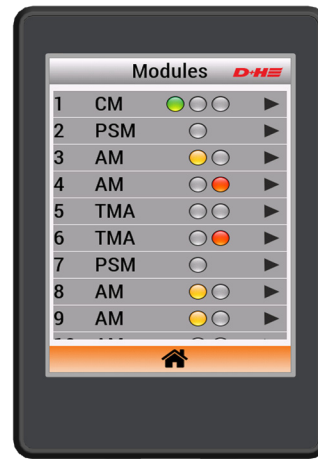 Modules D+H
1 CM
2 PSM
3 AM
4 AM
5 TMA
6 TMA
7 PSM
8 AM
9 AM